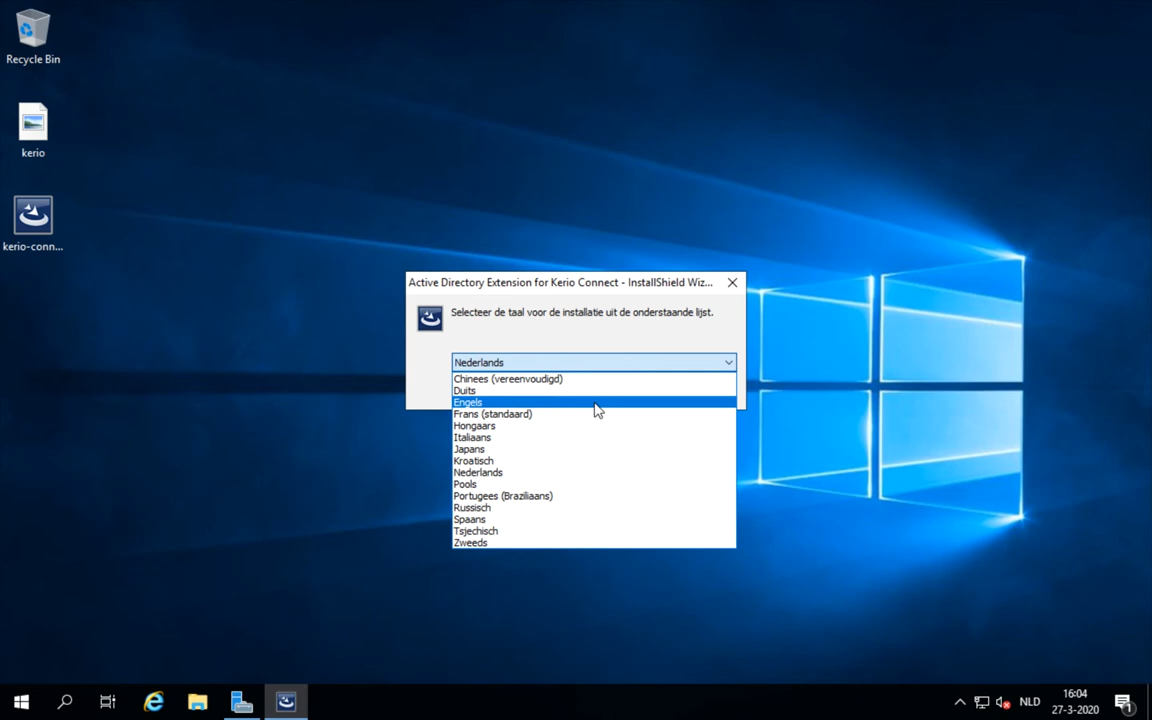 Recycle Bin
kerio
kerio-conn...
Active Directory Extension for Kerio Connect - InstallShield Wiz...
Selecteer de taal voor de installatie uit de onderstaande lijst.
Nederlands
Chinees (vereenvoudigd)
Duits
Engels
Frans (standaard)
Hongaars
Italiaans
Japans
Kroatisch
Nederlands
Pools
Portugees (Braziliaans)
Russisch
Spaans
Tsjechisch
Zweeds
NLD
16:04
27-3-2020
1